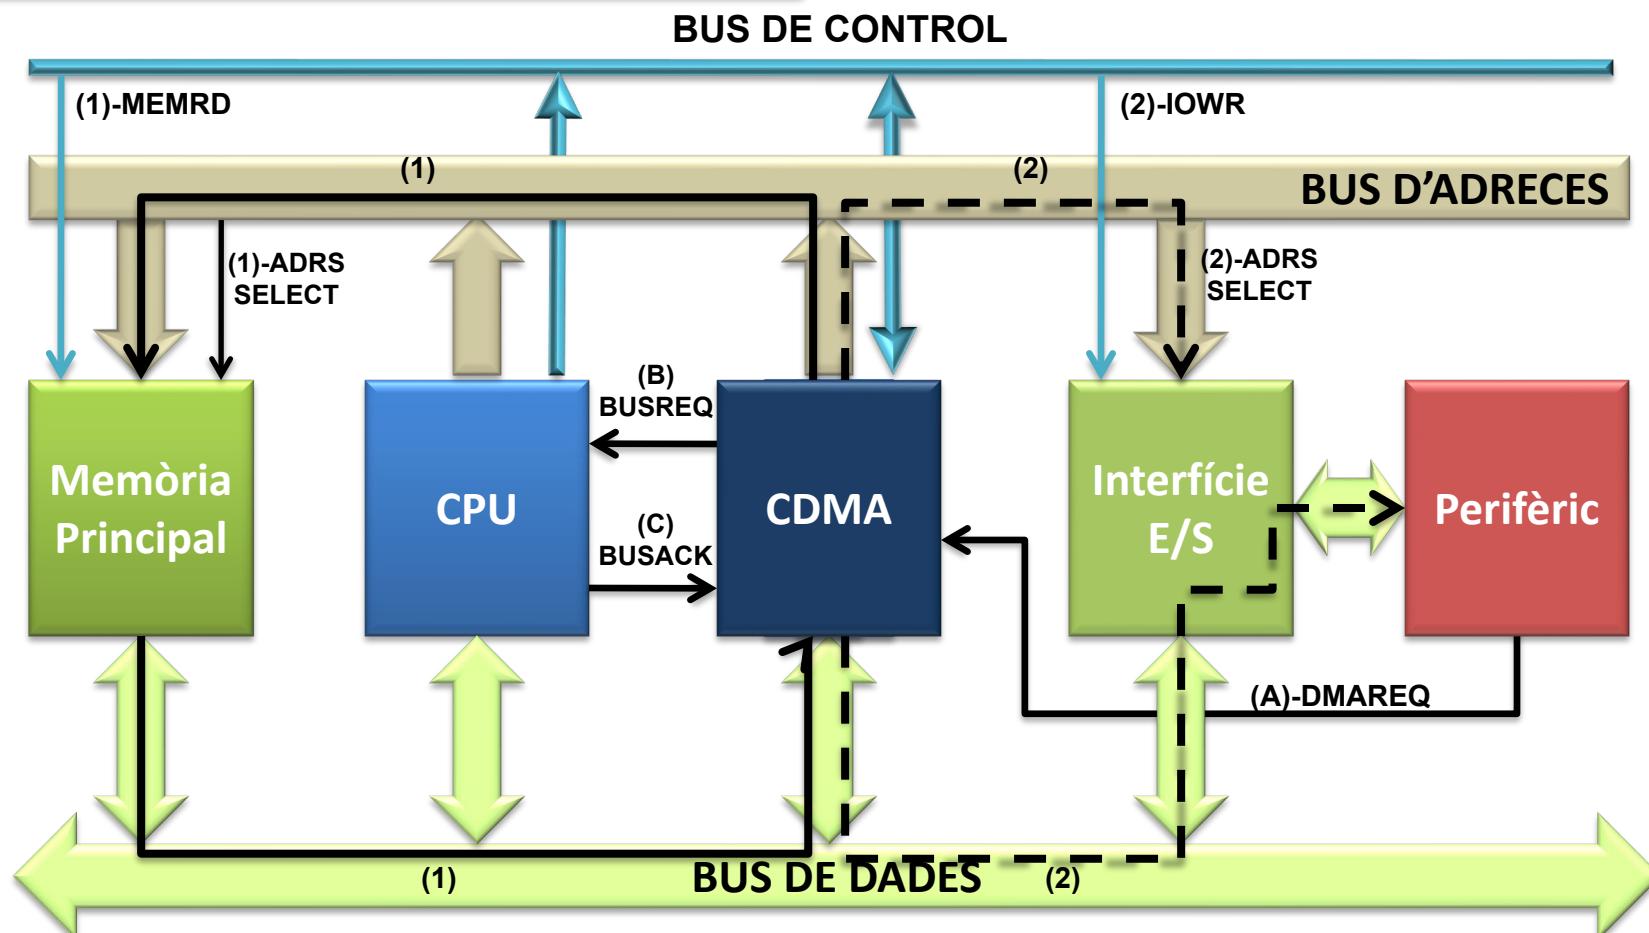 BUS DE CONTROL
(1)-MEMRD
(2)-IOWR
(1)
(2)
BUS D’ADRECES
(1)-ADRS
SELECT
(2)-ADRS
SELECT
(B)
BUSREQ
Memòria
Principal
CPU
(C)
BUSACK
CDMA
Interfície
E/S
Perifèric
(A)-DMAREQ
(1)
BUS DE DADES
(2)